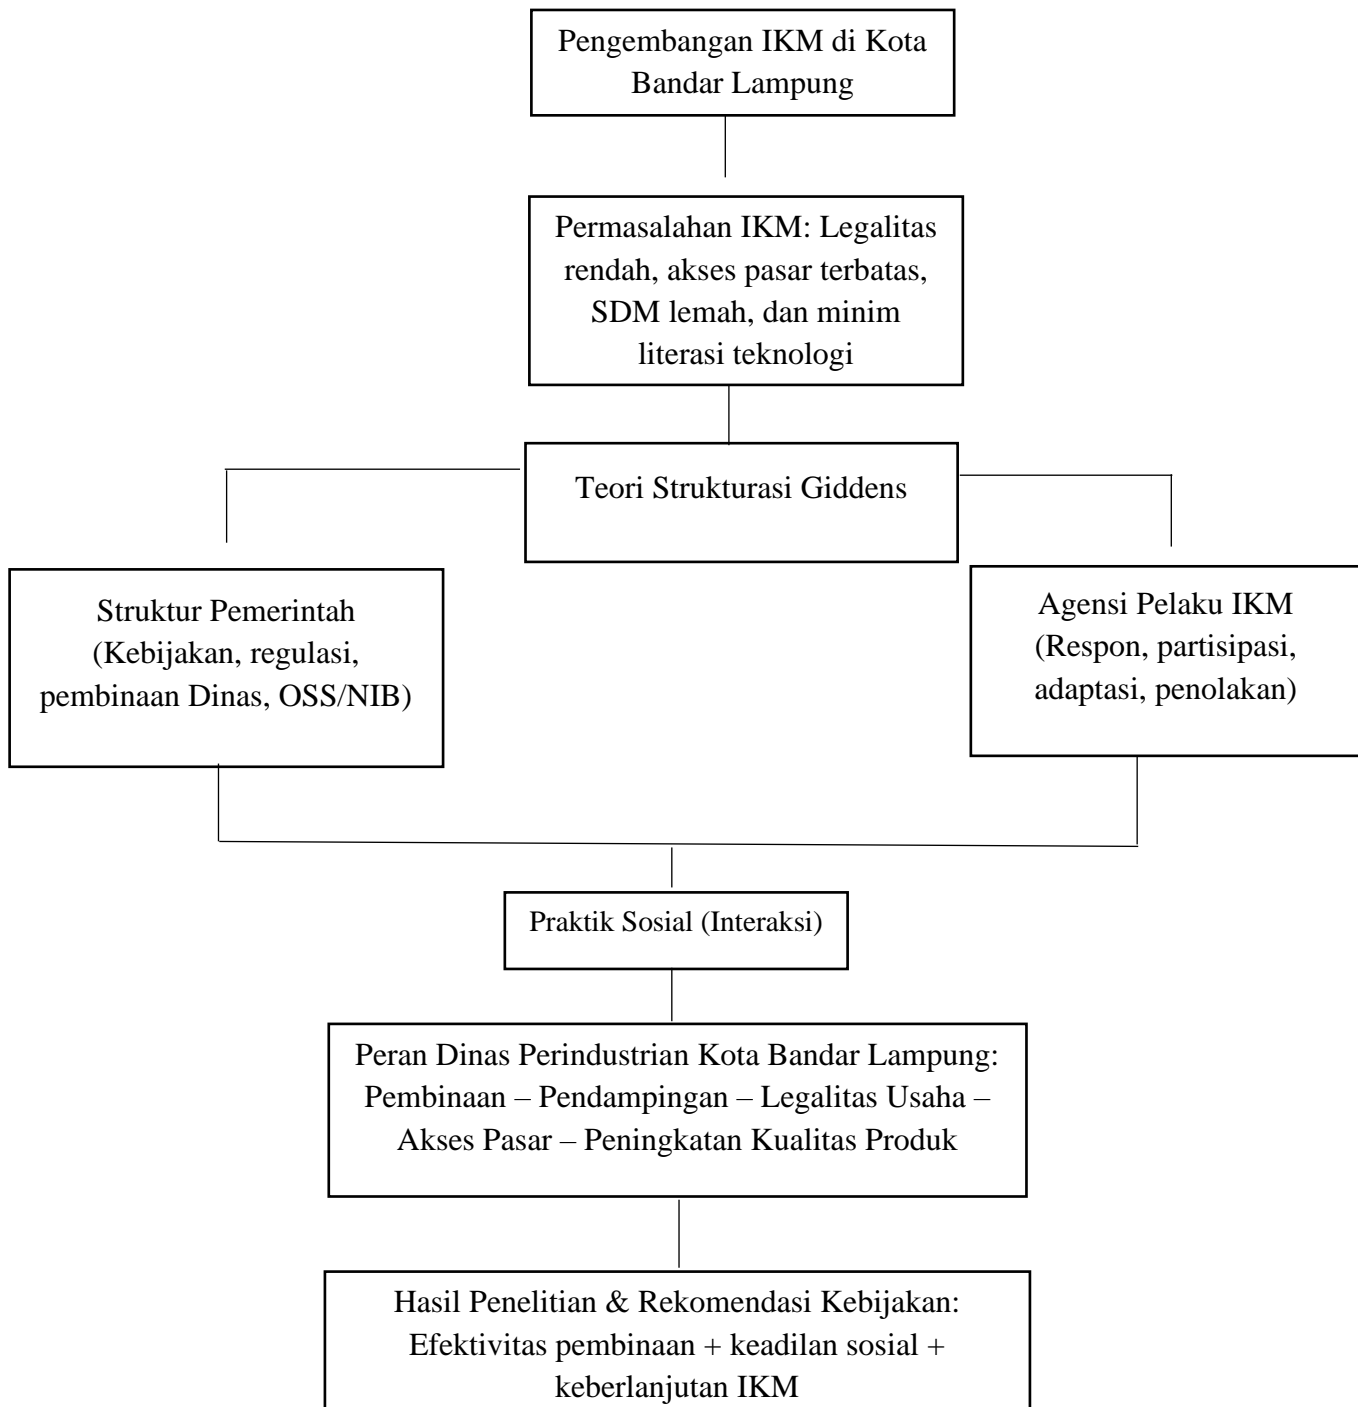 Pengembangan IKM di Kota
Bandar Lampung
Permasalahan IKM: Legalitas
rendah, akses pasar terbatas,
SDM lemah, dan minim
literasi teknologi
Teori Strukturasi Giddens
Struktur Pemerintah
(Kebijakan, regulasi,
pembinaan Dinas, OSS/NIB)
Agensi Pelaku IKM
(Respon, partisipasi,
adaptasi, penolakan)
Praktik Sosial (Interaksi)
Peran Dinas Perindustrian Kota Bandar Lampung:
Pembinaan – Pendampingan – Legalitas Usaha –
Akses Pasar – Peningkatan Kualitas Produk
Hasil Penelitian & Rekomendasi Kebijakan:
Efektivitas pembinaan + keadilan sosial +
keberlanjutan IKM